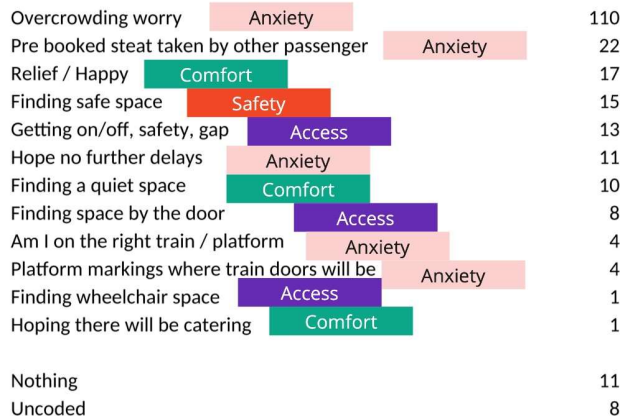 Overcrowding worry Anxiety 110
Pre booked steat taken by other passenger Anxiety 22
Relief / Happy Comfort 17
Finding safe space Safety 15
Getting on/off, safety, gap Access 13
Hope no further delays Anxiety 11
Finding a quiet space Comfort 10
Finding space by the door Access 8
Am I on the right train / platform Anxiety 4
Platform markings where train doors will be Anxiety 4
Finding wheelchair space Access 1
Hoping there will be catering Comfort 1
Nothing 11
Uncoded 8